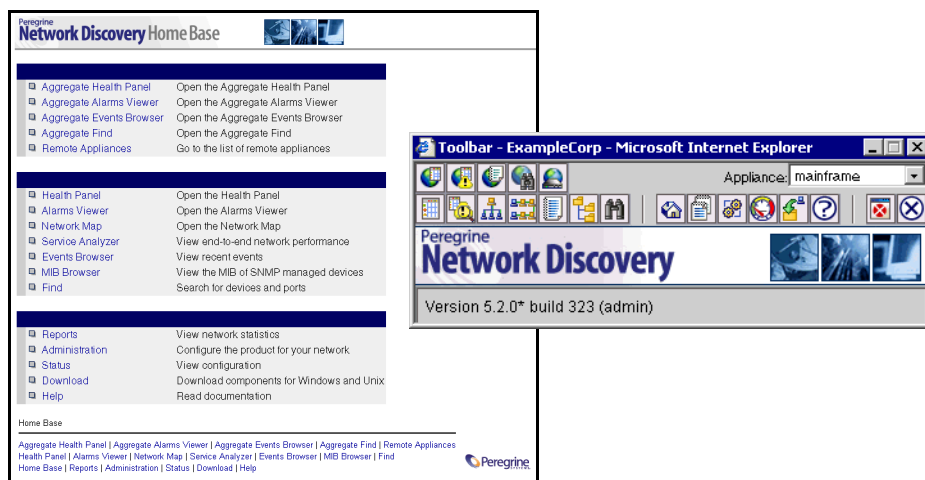 Peregrine
Network Discovery Home Base
Aggregate Health Panel Open the Aggregate Health Panel
Aggregate Alarms Viewer Open the Aggregate Alarms Viewer
Aggregate Events Browser Open the Aggregate Events Browser
Aggregate Find Open the Aggregate Find
Remote Appliances Go to the list of remote appliances
Health Panel Open the Health Panel
Alarms Viewer Open the Alarms Viewer
Network Map Open the Network Map
Service Analyzer View end-to-end network performance
Events Browser View recent events
MIB Browser View the MIB of SNMP managed devices
Find Search for devices and ports
Reports View network statistics
Administration Configure the product for your network
Status View configuration
Download Download components for Windows and Unix
Help Read documentation
Home Base
Aggregate Health Panel | Aggregate Alarms Viewer | Aggregate Events Browser | Aggregate Find | Remote Appliances
Health Panel | Alarms Viewer | Network Map | Service Analyzer | Events Browser | MIB Browser | Find
Home Base | Reports | Administration | Status | Download | Help
Peregrine
SYSTEMS
Toolbar - ExampleCorp - Microsoft Internet Explorer
Appliance: mainframe
Peregrine
Network Discovery
Version 5.2.0* build 323 (admin)